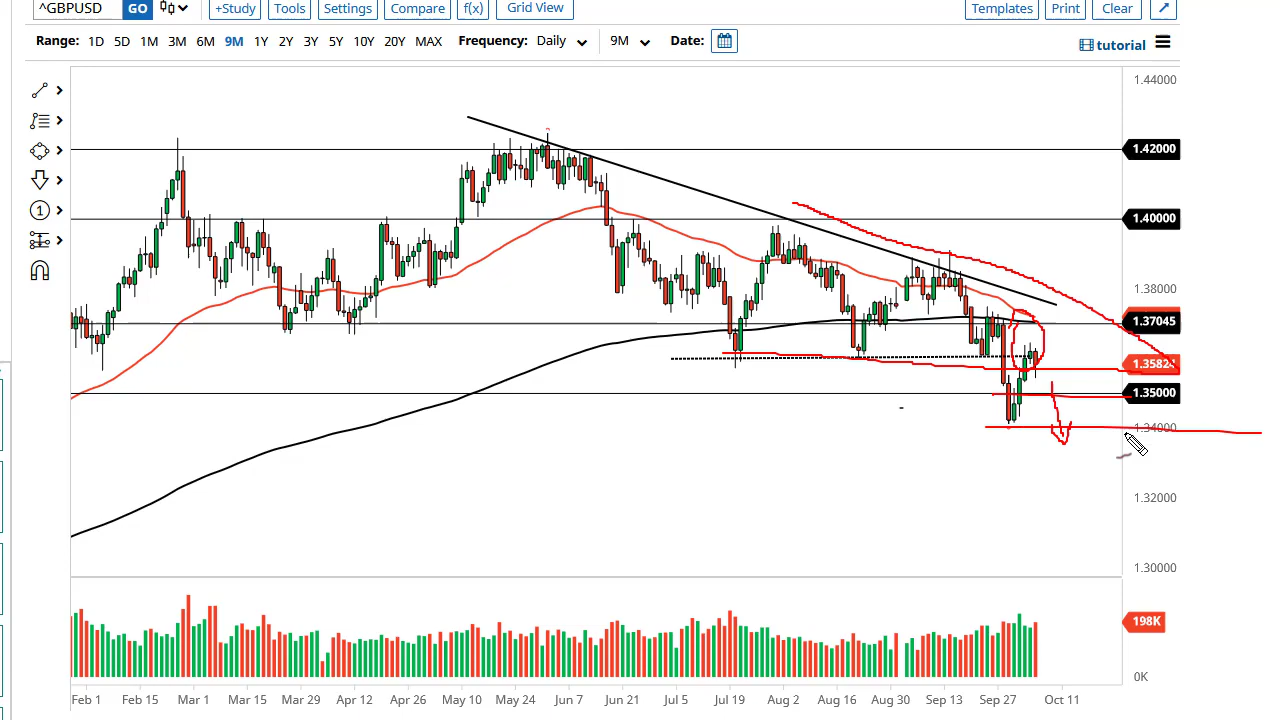 ^GBPUSD GO +Study Tools Settings Compare f(x) Grid View Templates Print Clear
Range: 1D 5D 1M 3M 6M 9M 1Y 2Y 3Y 5Y 10Y 20Y MAX Frequency: Daily 9M Date: tutorial
1
1.44000
1.42000
1.40000
1.38000
1.37045
1.3582
1.35000
1.34000
1.32000
1.30000
198K
0K
Feb 1 Feb 15 Mar 1 Mar 15 Mar 29 Apr 12 Apr 26 May 10 May 24 Jun 7 Jun 21 Jul 5 Jul 19 Aug 2 Aug 16 Aug 30 Sep 13 Sep 27 Oct 11